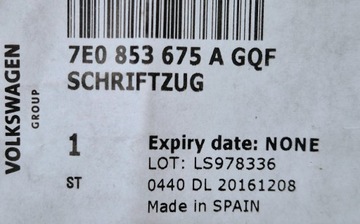 VOLKSWAGEN
GROUP
7E0 853 675 A GQF
SCHRIFTZUG
1
ST
Expiry date: NONE
LOT: LS978336
0440 DL 20161208
Made in SPAIN